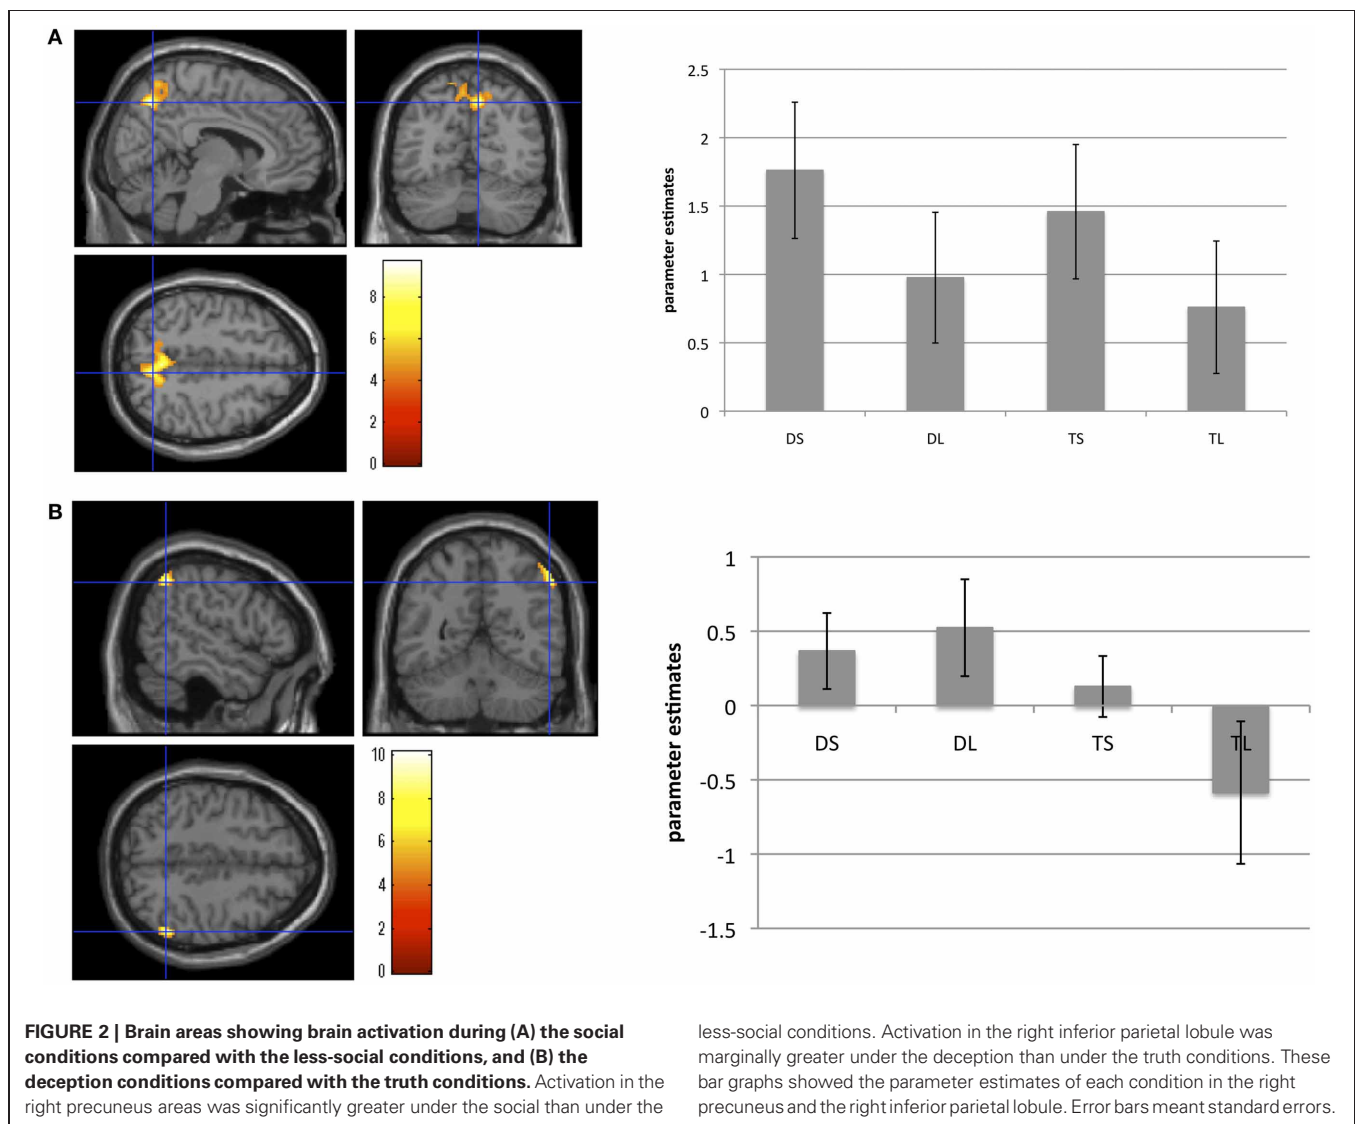 A
2.5
2
1.5
1
0.5
0
parameter estimates
DS DL TS TL
8
6
4
2
0
B
1
0.5
0
-0.5
-1
-1.5
parameter estimates
DS DL TS TL
10
8
6
4
2
0
FIGURE 2 | Brain areas showing brain activation during (A) the social
conditions compared with the less-social conditions, and (B) the
deception conditions compared with the truth conditions. Activation in the
right precuneus areas was significantly greater under the social than under the
less-social conditions. Activation in the right inferior parietal lobule was
marginally greater under the deception than under the truth conditions. These
bar graphs showed the parameter estimates of each condition in the right
precuneus and the right inferior parietal lobule. Error bars meant standard errors.